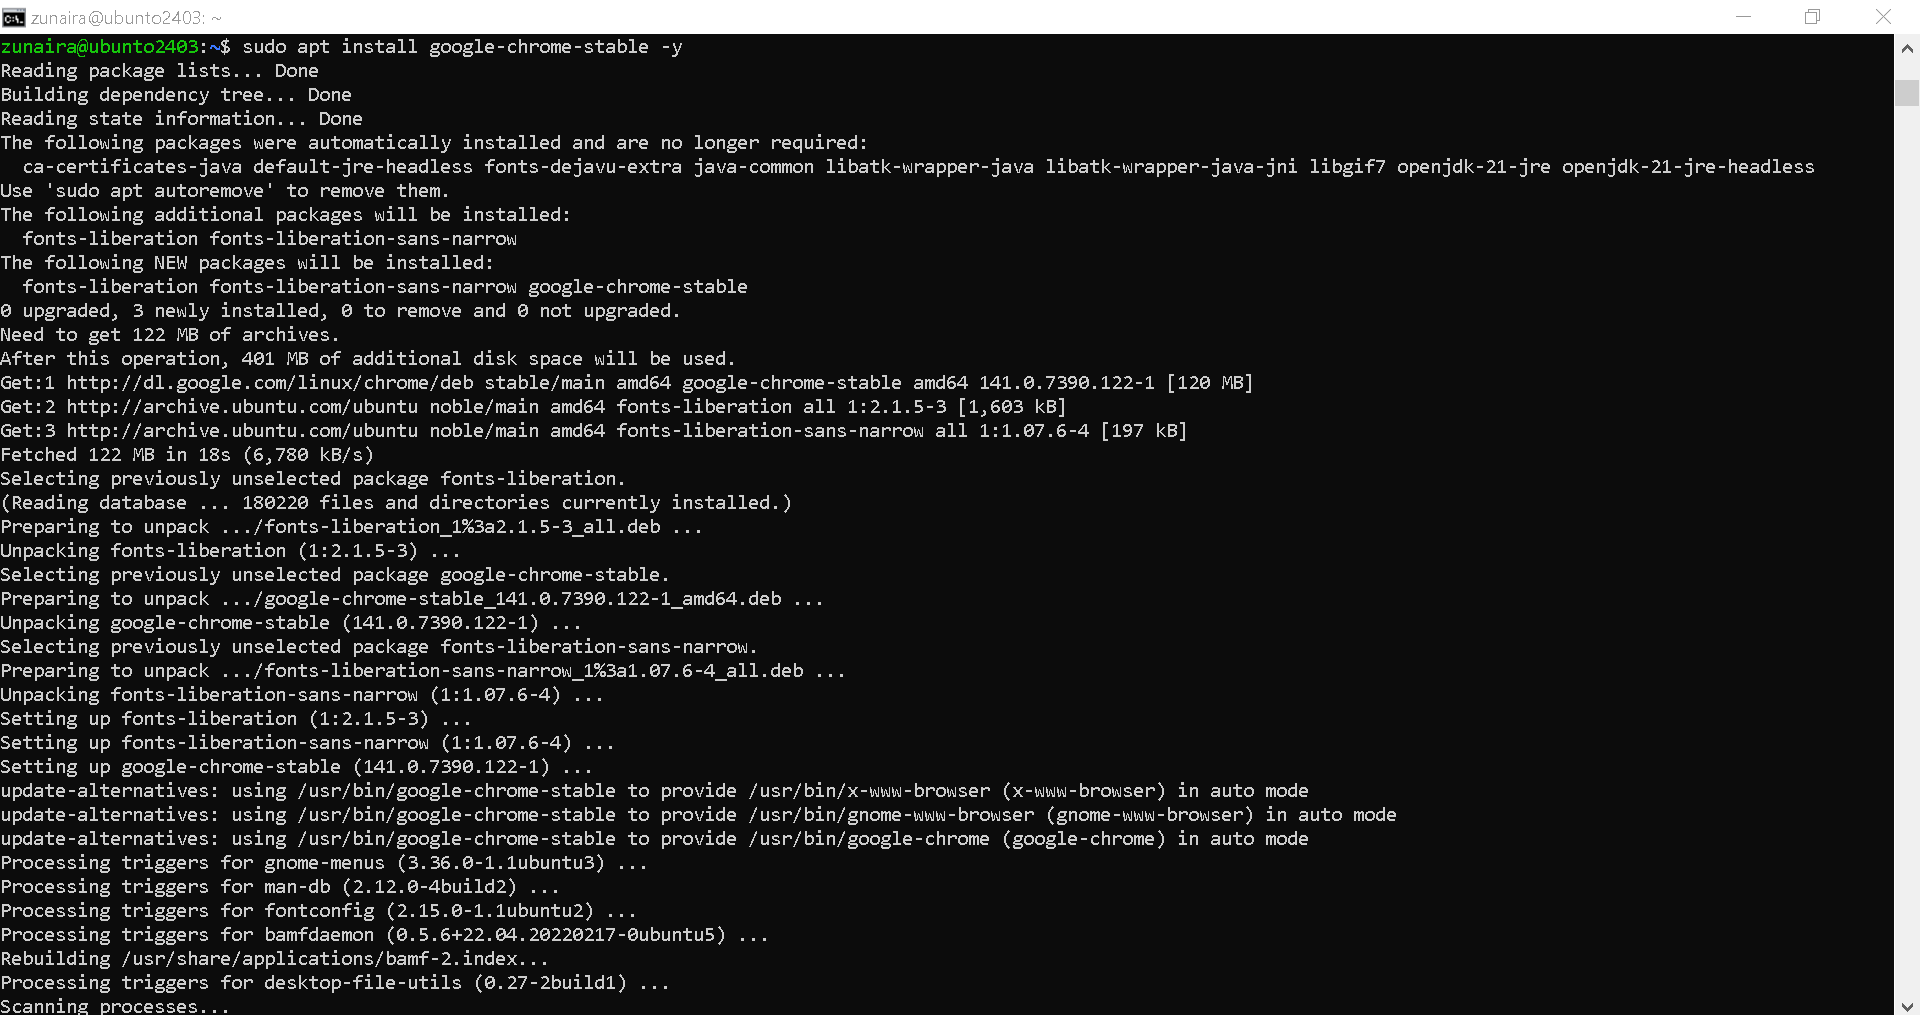 zunaira@ubunto2403: ~
zunaira@ubunto2403:~$ sudo apt install google-chrome-stable -y
Reading package lists... Done
Building dependency tree... Done
Reading state information... Done
The following packages were automatically installed and are no longer required:
  ca-certificates-java default-jre-headless fonts-dejavu-extra java-common libatk-wrapper-java libatk-wrapper-java-jni libgif7 openjdk-21-jre openjdk-21-jre-headless
Use 'sudo apt autoremove' to remove them.
The following additional packages will be installed:
  fonts-liberation fonts-liberation-sans-narrow
The following NEW packages will be installed:
  fonts-liberation fonts-liberation-sans-narrow google-chrome-stable
0 upgraded, 3 newly installed, 0 to remove and 0 not upgraded.
Need to get 122 MB of archives.
After this operation, 401 MB of additional disk space will be used.
Get:1 http://dl.google.com/linux/chrome/deb stable/main amd64 google-chrome-stable amd64 141.0.7390.122-1 [120 MB]
Get:2 http://archive.ubuntu.com/ubuntu noble/main amd64 fonts-liberation all 1:2.1.5-3 [1,603 kB]
Get:3 http://archive.ubuntu.com/ubuntu noble/main amd64 fonts-liberation-sans-narrow all 1:1.07.6-4 [197 kB]
Fetched 122 MB in 18s (6,780 kB/s)
Selecting previously unselected package fonts-liberation.
(Reading database ... 180220 files and directories currently installed.)
Preparing to unpack .../fonts-liberation_1%3a2.1.5-3_all.deb ...
Unpacking fonts-liberation (1:2.1.5-3) ...
Selecting previously unselected package google-chrome-stable.
Preparing to unpack .../google-chrome-stable_141.0.7390.122-1_amd64.deb ...
Unpacking google-chrome-stable (141.0.7390.122-1) ...
Selecting previously unselected package fonts-liberation-sans-narrow.
Preparing to unpack .../fonts-liberation-sans-narrow_1%3a1.07.6-4_all.deb ...
Unpacking fonts-liberation-sans-narrow (1:1.07.6-4) ...
Setting up fonts-liberation (1:2.1.5-3) ...
Setting up fonts-liberation-sans-narrow (1:1.07.6-4) ...
Setting up google-chrome-stable (141.0.7390.122-1) ...
update-alternatives: using /usr/bin/google-chrome-stable to provide /usr/bin/x-www-browser (x-www-browser) in auto mode
update-alternatives: using /usr/bin/google-chrome-stable to provide /usr/bin/gnome-www-browser (gnome-www-browser) in auto mode
update-alternatives: using /usr/bin/google-chrome-stable to provide /usr/bin/google-chrome (google-chrome) in auto mode
Processing triggers for gnome-menus (3.36.0-1.1ubuntu3) ...
Processing triggers for man-db (2.12.0-4build2) ...
Processing triggers for fontconfig (2.15.0-1.1ubuntu2) ...
Processing triggers for bamfdaemon (0.5.6+22.04.20220217-0ubuntu5) ...
Rebuilding /usr/share/applications/bamf-2.index...
Processing triggers for desktop-file-utils (0.27-2build1) ...
Scanning processes...